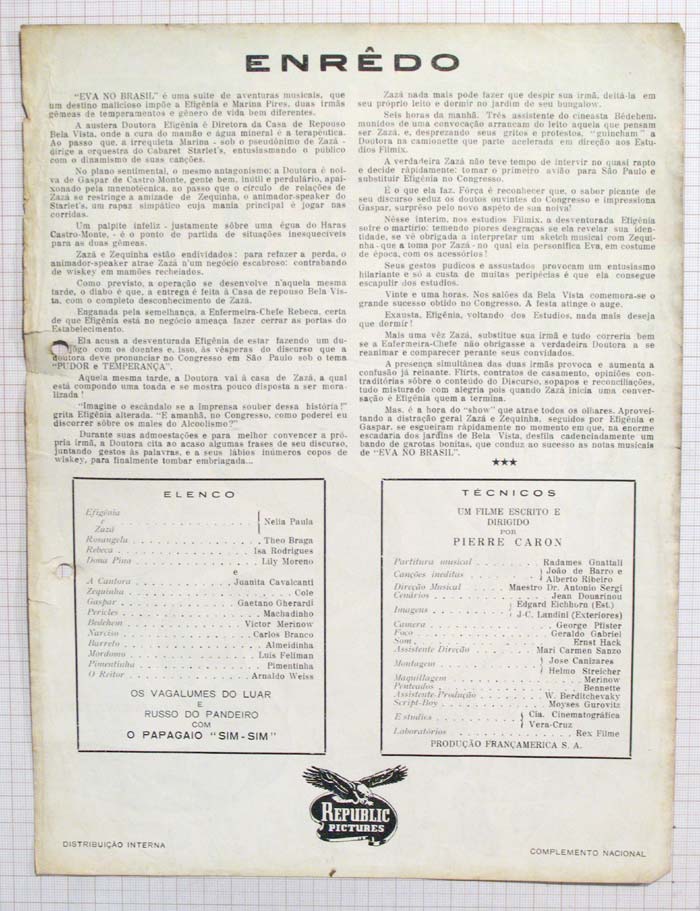 ENRÊDO
"EVA NO BRASIL" é uma suite de aventuras musicais, que
um destino malicioso impõe a Efigênia e Marina Pires, duas irmãs
gêmeas de temperamentos e gênero de vida bem diferentes.
A austera Doutora Efigênia é Diretora da Casa de Repouso
Bela Vista, onde a cura do mamão e água mineral é a terapêutica.
Ao passo que, a irrequieta Marina - sob o pseudônimo de Zazá -
dirige a orquestra do Cabaret Starlet's, entusiasmando o público
com o dinamismo de suas canções.
No plano sentimental, o mesmo antagonismo: a Doutora é noi-
va de Gaspar de Castro-Monte, gente bem, inútil e perdulário, apai-
xonado pela mnenotécnica, ao passo que o círculo de relações de
Zazá se restringe a amizade de Zequinha, o animador-speaker do
Starlet's, um rapaz simpático cuja mania principal é jogar nas
corridas.
Um palpite infeliz - justamente sôbre uma égua do Haras
Castro-Monte, - é o ponto de partida de situações inesquecíveis
para as duas gêmeas.
Zazá e Zequinha estão endividados: para refazer a perda, o
animador-speaker atrae Zazá n'um negócio escabroso: contrabando
de wiskey em mamões recheiados.
Como previsto, a operação se desenvolve n'aquela mesma
tarde, o diabo é que, a entrega é feita à Casa de repouso Bela Vis-
ta, com o completo desconhecimento de Zazá.
Enganada pela semelhança, a Enfermeira-Chefe Rebeca, certa
de que Efigênia está no negócio ameaça fazer cerrar as portas do
Estabelecimento.
Ela acusa a desventurada Efigênia de estar fazendo um du-
jôgo com os doentes e, isso, às vésperas do discurso que a
doutora deve pronunciar no Congresso em São Paulo sob o tema
"PUDOR e TEMPERANÇA".
Aquela mesma tarde, a Doutora vai à casa de Zazá, a qual
está compondo uma toada e se mostra pouco disposta a ser mora-
lizada!
"Imagine o escândalo se a imprensa souber dessa história!"
grita Efigênia alterada. "E amanhã, no Congresso, como poderei eu
discorrer sôbre os males do Alcoolismo?"
Durante suas admoestações e para melhor convencer a pró-
pria irmã, a Doutora cita ao acaso algumas frases de seu discurso,
juntando gestos às palavras, e a seus lábios inúmeros copos de
wiskey, para finalmente tombar embriagada...
Zazá nada mais pode fazer que despir sua irmã, deitá-la em
seu próprio leito e dormir no jardim de seu bungalow.
Seis horas da manhã. Três assistente do cineasta Bédehem,
munidos de uma convocação arrancam do leito aquela que pensam
ser Zazá, e, desprezando seus gritos e protestos, "guincham" a
Doutora na camionette que parte acelerada em direção aos Estu-
dios Filmix.
A verdadeira Zazá não teve tempo de intervir no quasi rapto
e decide rapidamente: tomar o primeiro avião para São Paulo e
substituir Efigênia no Congresso.
E o que ela faz. Fôrça é reconhecer que, o sabor picante de
seu discurso seduz os doutos ouvintes do Congresso e impressiona
Gaspar, surprêso pelo novo aspéto de sua noiva!
Nêsse interim, nos estudios Filmix, a desventurada Efigênia
sofre o martírio: temendo piores desgraças se ela revelar sua iden-
tidade, se vê obrigada a interpretar um sketch musical com Zequi-
nha - que a toma por Zazá - no qual ela personifica Eva, em costume
de época, com os acessórios!
Seus gestos pudicos e assustados provocam um entusiasmo
hilariante e só a custa de muitas peripécias é que ela consegue
escapulir dos estudios.
Vinte e uma horas. Nos salões da Bela Vista comemora-se o
grande sucesso obtido no Congresso. A festa atinge o auge.
Exausta, Efigênia, voltando dos Estudios, nada mais deseja
que dormir!
Mais uma vêz Zazá, substitue sua irmã e tudo correria bem
se a Enfermeira-Chefe não obrigasse a verdadeira Doutora a se
reanimar e comparecer perante seus convidados.
A presença simultânea das duas irmãs provoca e aumenta a
confusão já reinante. Flirts, contratos de casamento, opiniões con-
traditórias sôbre o conteúdo do Discurso, sopapos e reconciliações,
tudo misturado com alegria pois quando Zazá inicia uma conver-
sação é Efigênia quem a termina.
Mas, é a hora do "show" que atrae todos os olhares. Aprovei-
tando a distração geral Zazá e Zequinha, seguidos por Efigênia e
Gaspar, se esgueiram rápidamente no momento em que, na enorme
escadaria dos jardins de Bela Vista, desfila cadenciadamente um
bando de garotas bonitas, que conduz no sucesso as notas musicais
de "EVA NO BRASIL".
★★★
ELENCO
Efigênia
e
Zazá
Nelia Paula
Rosangela . . . Theo Braga
Rebeca . . . Isa Rodrigues
Dona Pina . . . Lily Moreno
e
A Cantora . . . Juanita Cavalcanti
Zequinha . . . Cole
Gaspar . . . Gaetano Gherardi
Pericles . . . Machadinho
Bedehem . . . Victor Merinow
Narciso . . . Carlos Branco
Barreto . . . Almeidinha
Mordomo . . . Luis Feliman
Pimentinha . . . Pimentinha
O Reitor . . . Arnaldo Weiss
OS VAGALUMES DO LUAR
E
RUSSO DO PANDEIRO
COM
O PAPAGAIO "SIM-SIM"
TÉCNICOS
UM FILME ESCRITO E
DIRIGIDO
POR
PIERRE CARON
Partitura musical . . . Radames Gnattali
Canções ineditas . . . João de Barro e
Alberto Ribeiro
Direção Musical . . . Maestro Dr. Antonio Sergi
Cenários . . . Jean Douarinou
Imagens . . . Edgard Eichhorn (Est.)
J-C. Landini (Exteriores)
Camera . . . George Pfister
Foco . . . Geraldo Gabriel
Som . . . Ernst Hack
Assistente Direção . . . Mari Carmen Sanzo
Montagem . . . Jose Canizares
Helmo Streicher
Maquillagem . . . Merinow
Penteados . . . Bennette
Assistente-Produção . . . W. Berditchevaky
Script-Boy . . . Moyses Gurovitz
Estudios . . . Cia. Cinematográfica
Vera-Cruz
Laboratórios . . . Rex Filme
PRODUÇÃO FRANÇAMERICA S. A.
REPUBLIC
PICTURES
DISTRIBUIÇÃO INTERNA
COMPLEMENTO NACIONAL